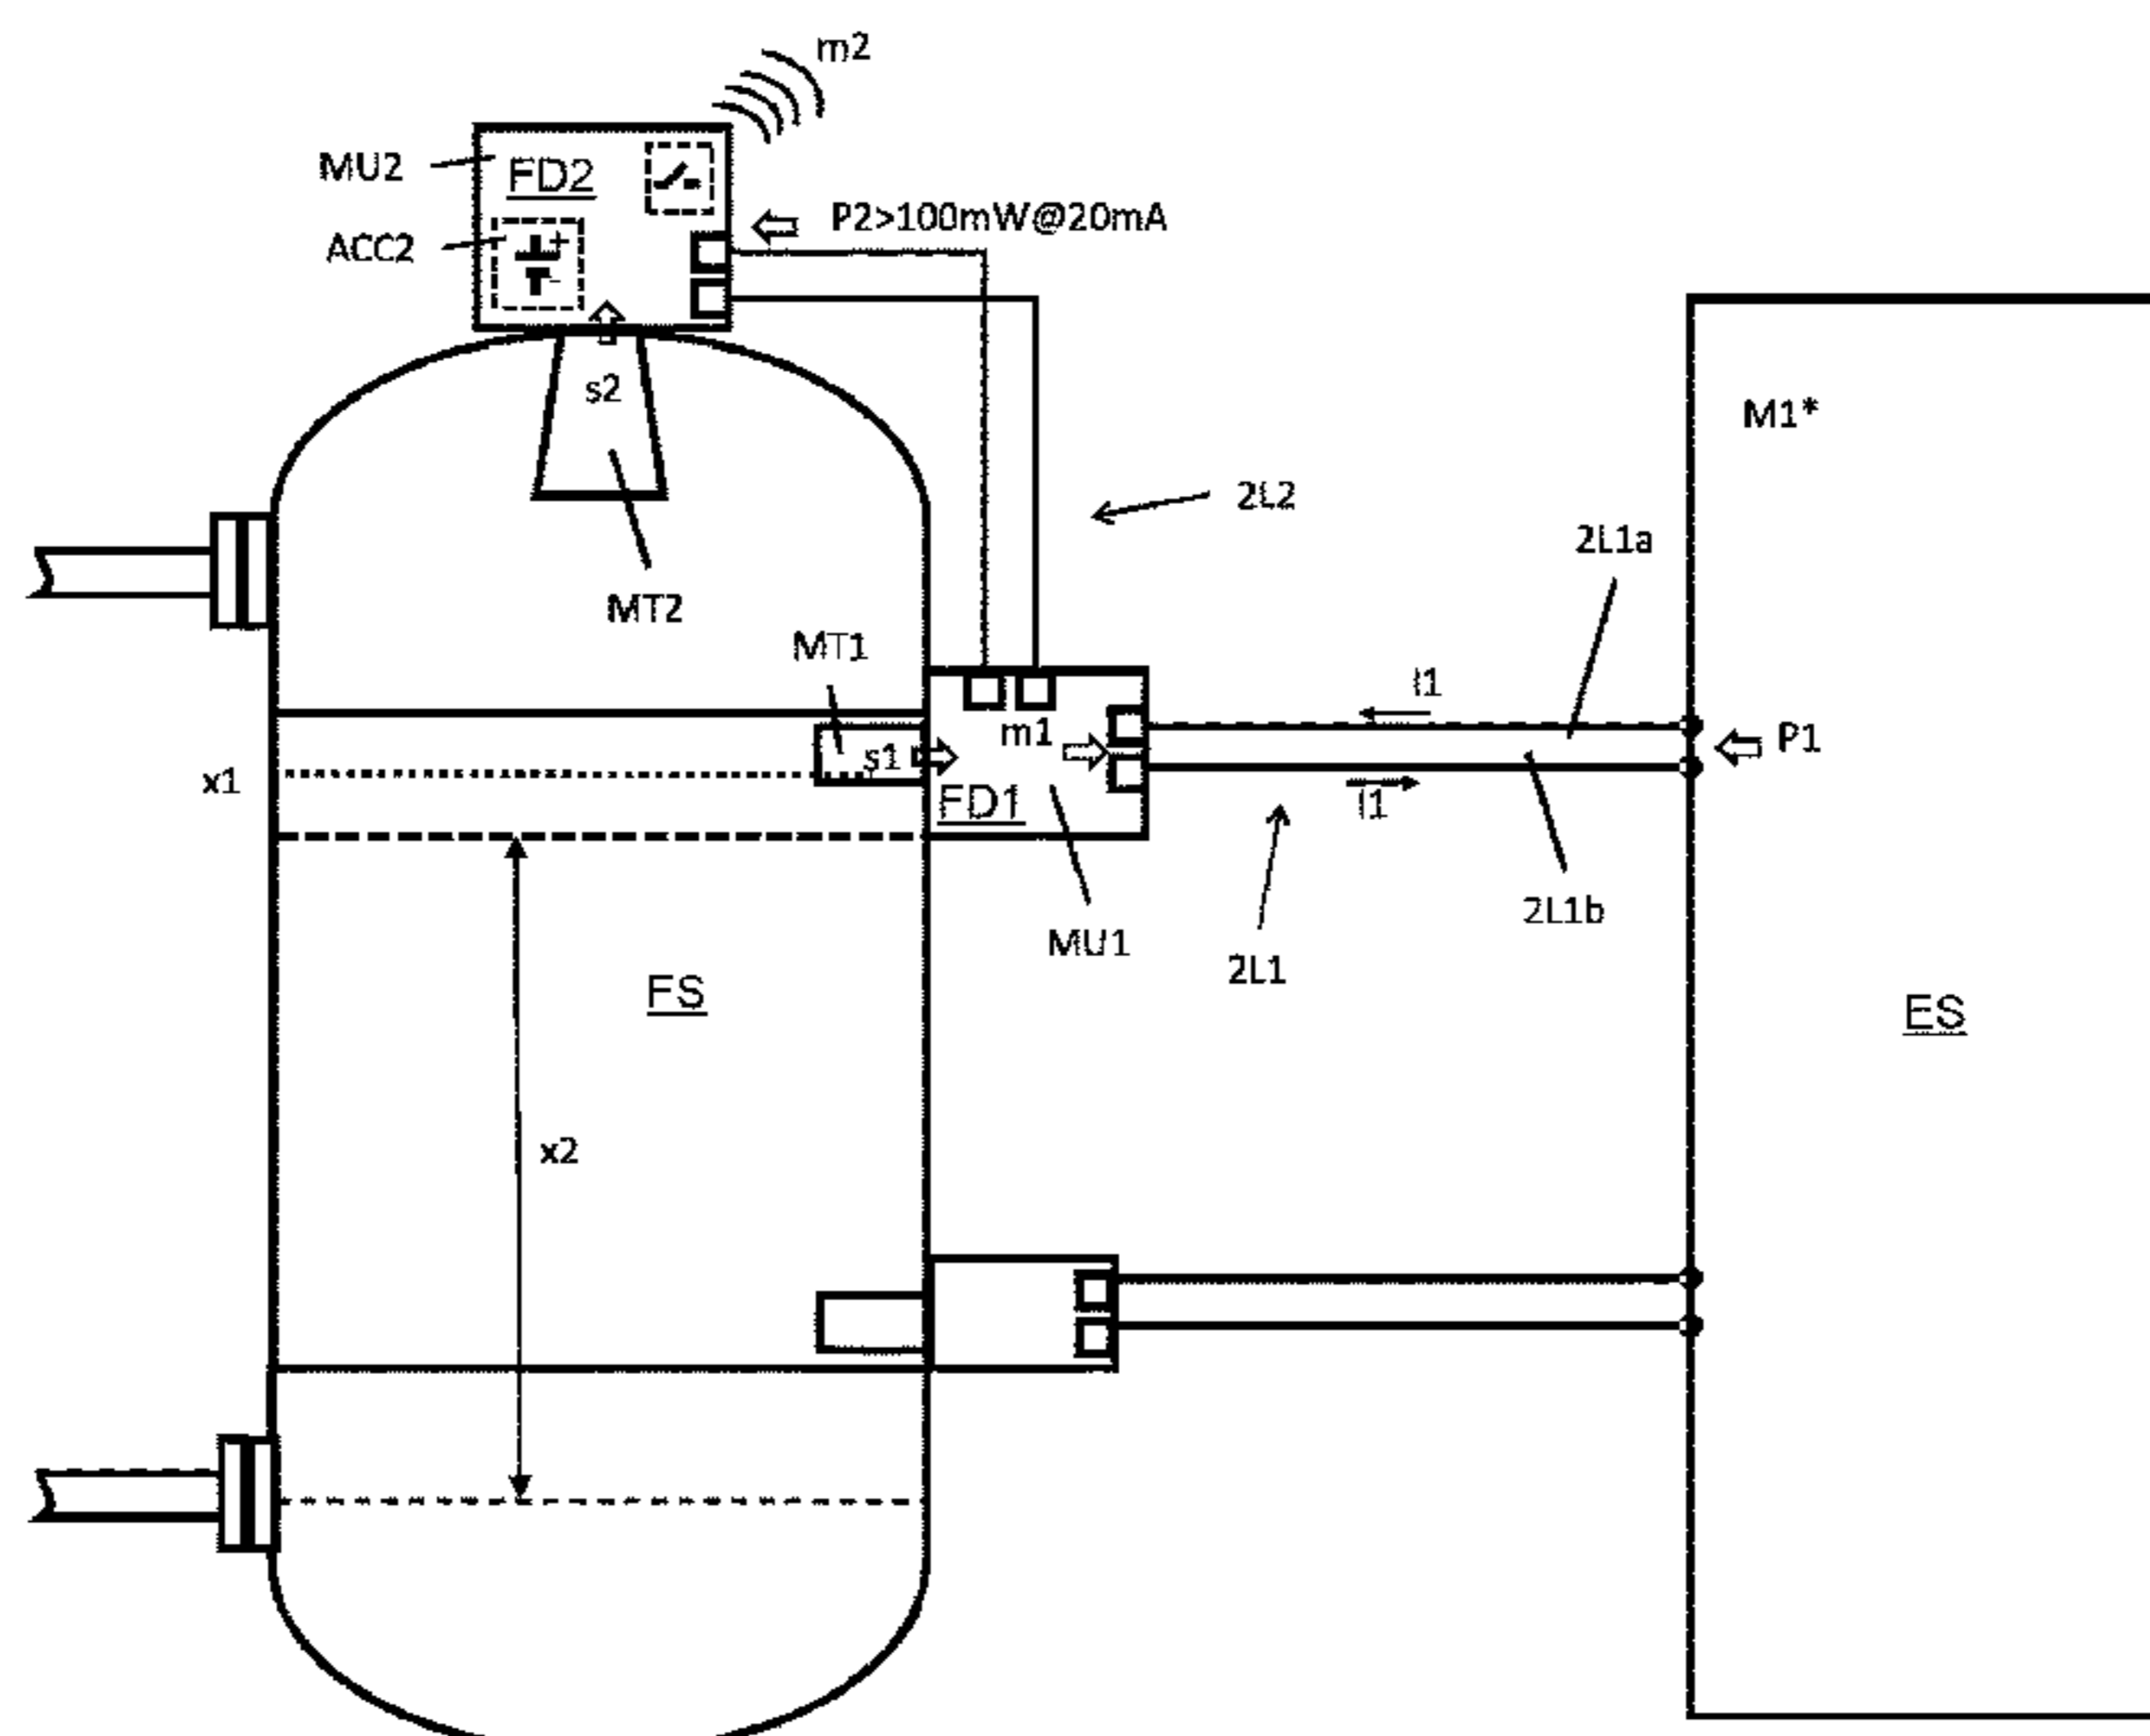 m2
MU2
FD2
P2>100mW@20mA
ACC2
+
-
s2
M1*
2L2
2L1a
MT2
MT1
I1
m1
P1
s1
x1
FD1
I1
2L1b
MU1
2L1
FS
ES
x2